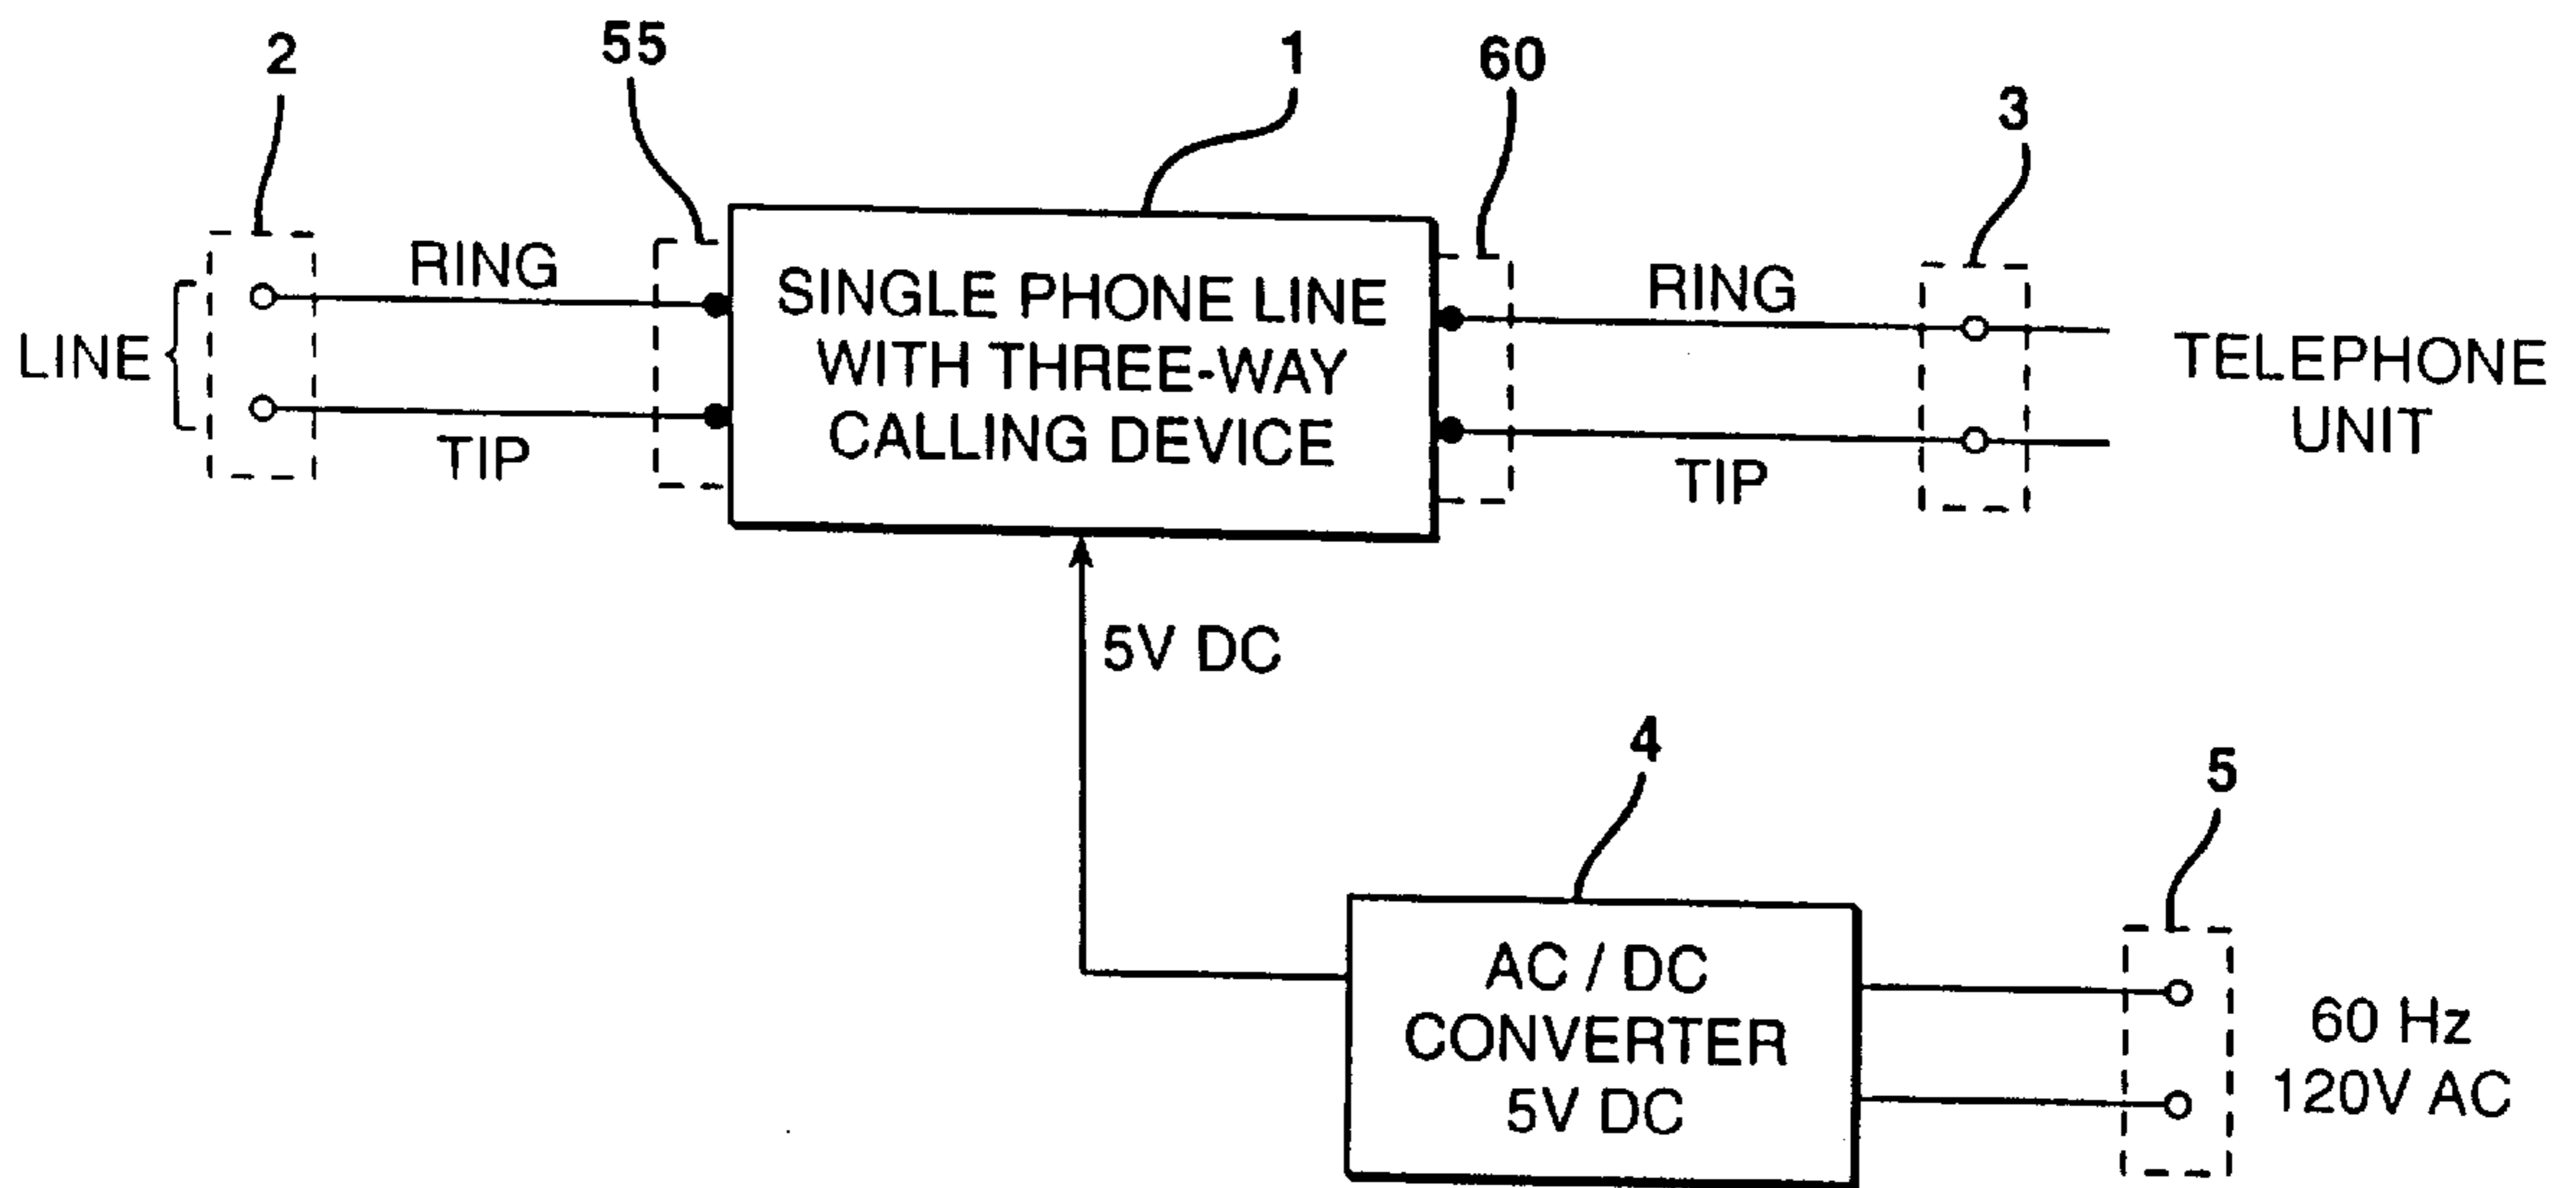 2
55
1
60
3
RING
LINE
TIP
SINGLE PHONE LINE
WITH THREE-WAY
CALLING DEVICE
RING
TIP
TELEPHONE
UNIT
5V DC
4
5
AC / DC
CONVERTER
5V DC
60 Hz
120V AC